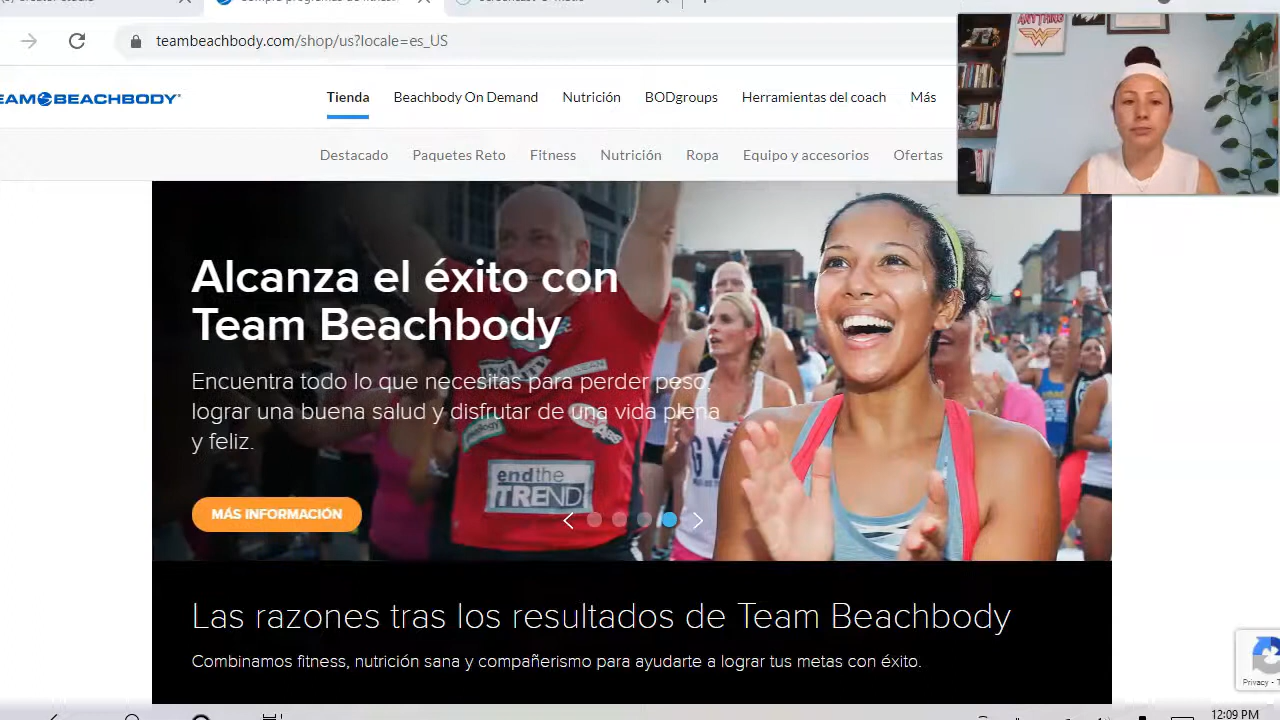 teambeachbody.com/shop/us?locale=es_US
ANYTHING
EAM BEACHBODY
Tienda
Beachbody On Demand
Nutrición
BODgroups
Herramientas del coach
Más
Destacado
Paquetes Reto
Fitness
Nutrición
Ropa
Equipo y accesorios
Ofertas
Alcanza el éxito con
Team Beachbody
Encuentra todo lo que necesitas para perder peso,
lograr una buena salud y disfrutar de una vida plena
y feliz.
end the
TREND
MÁS INFORMACIÓN
Las razones tras los resultados de Team Beachbody
Combinamos fitness, nutrición sana y compañerismo para ayudarte a lograr tus metas con éxito.
Privacy - T
12:09 PM